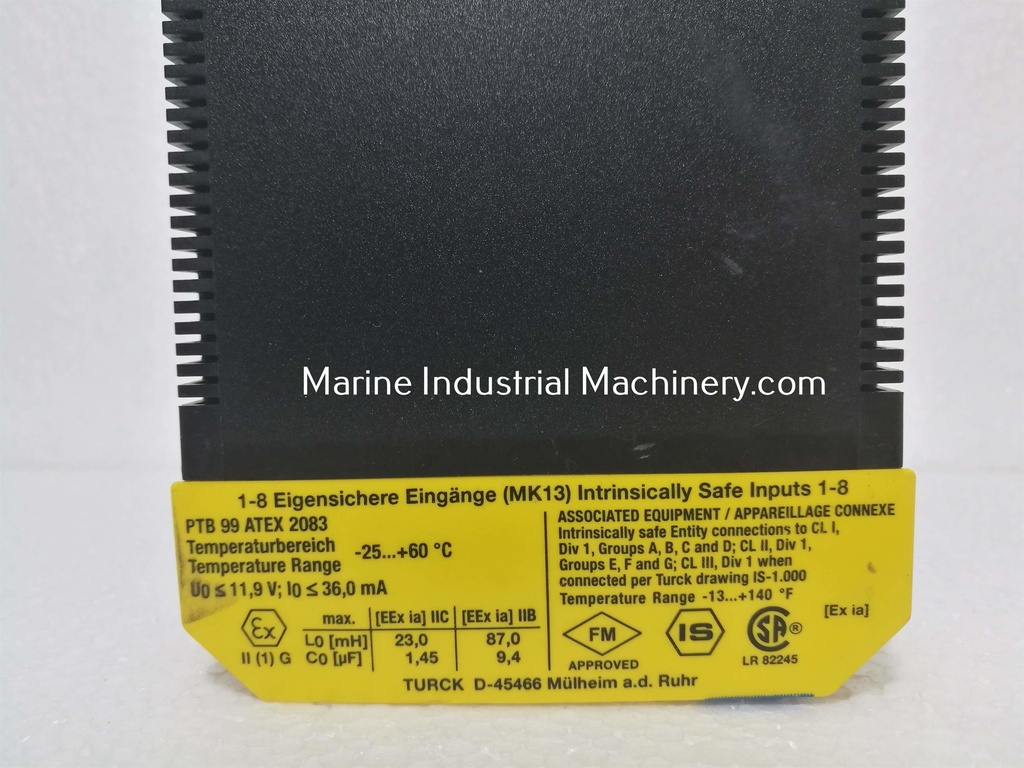 Marine Industrial Machinery.com
1-8 Eigensichere Eingänge (MK13) Intrinsically Safe Inputs 1-8
PTB 99 ATEX 2083
Temperaturbereich
Temperature Range
-25...+60 °C
U0 ≤ 11,9 V; I0 ≤ 36,0 mA
Ex
II (1) G
max. [EEx ia] IIC [EEx ia] IIB
L0 [mH] 23,0 87,0
C0 [µF] 1,45 9,4
ASSOCIATED EQUIPMENT / APPAREILLAGE CONNEXE
Intrinsically safe Entity connections to CL I,
Div 1, Groups A, B, C and D; CL II, Div 1,
Groups E, F and G; CL III, Div 1 when
connected per Turck drawing IS-1.000
Temperature Range -13...+140 °F
[Ex ia]
FM
APPROVED
IS
SA ®
LR 82245
TURCK D-45466 Mülheim a.d. Ruhr